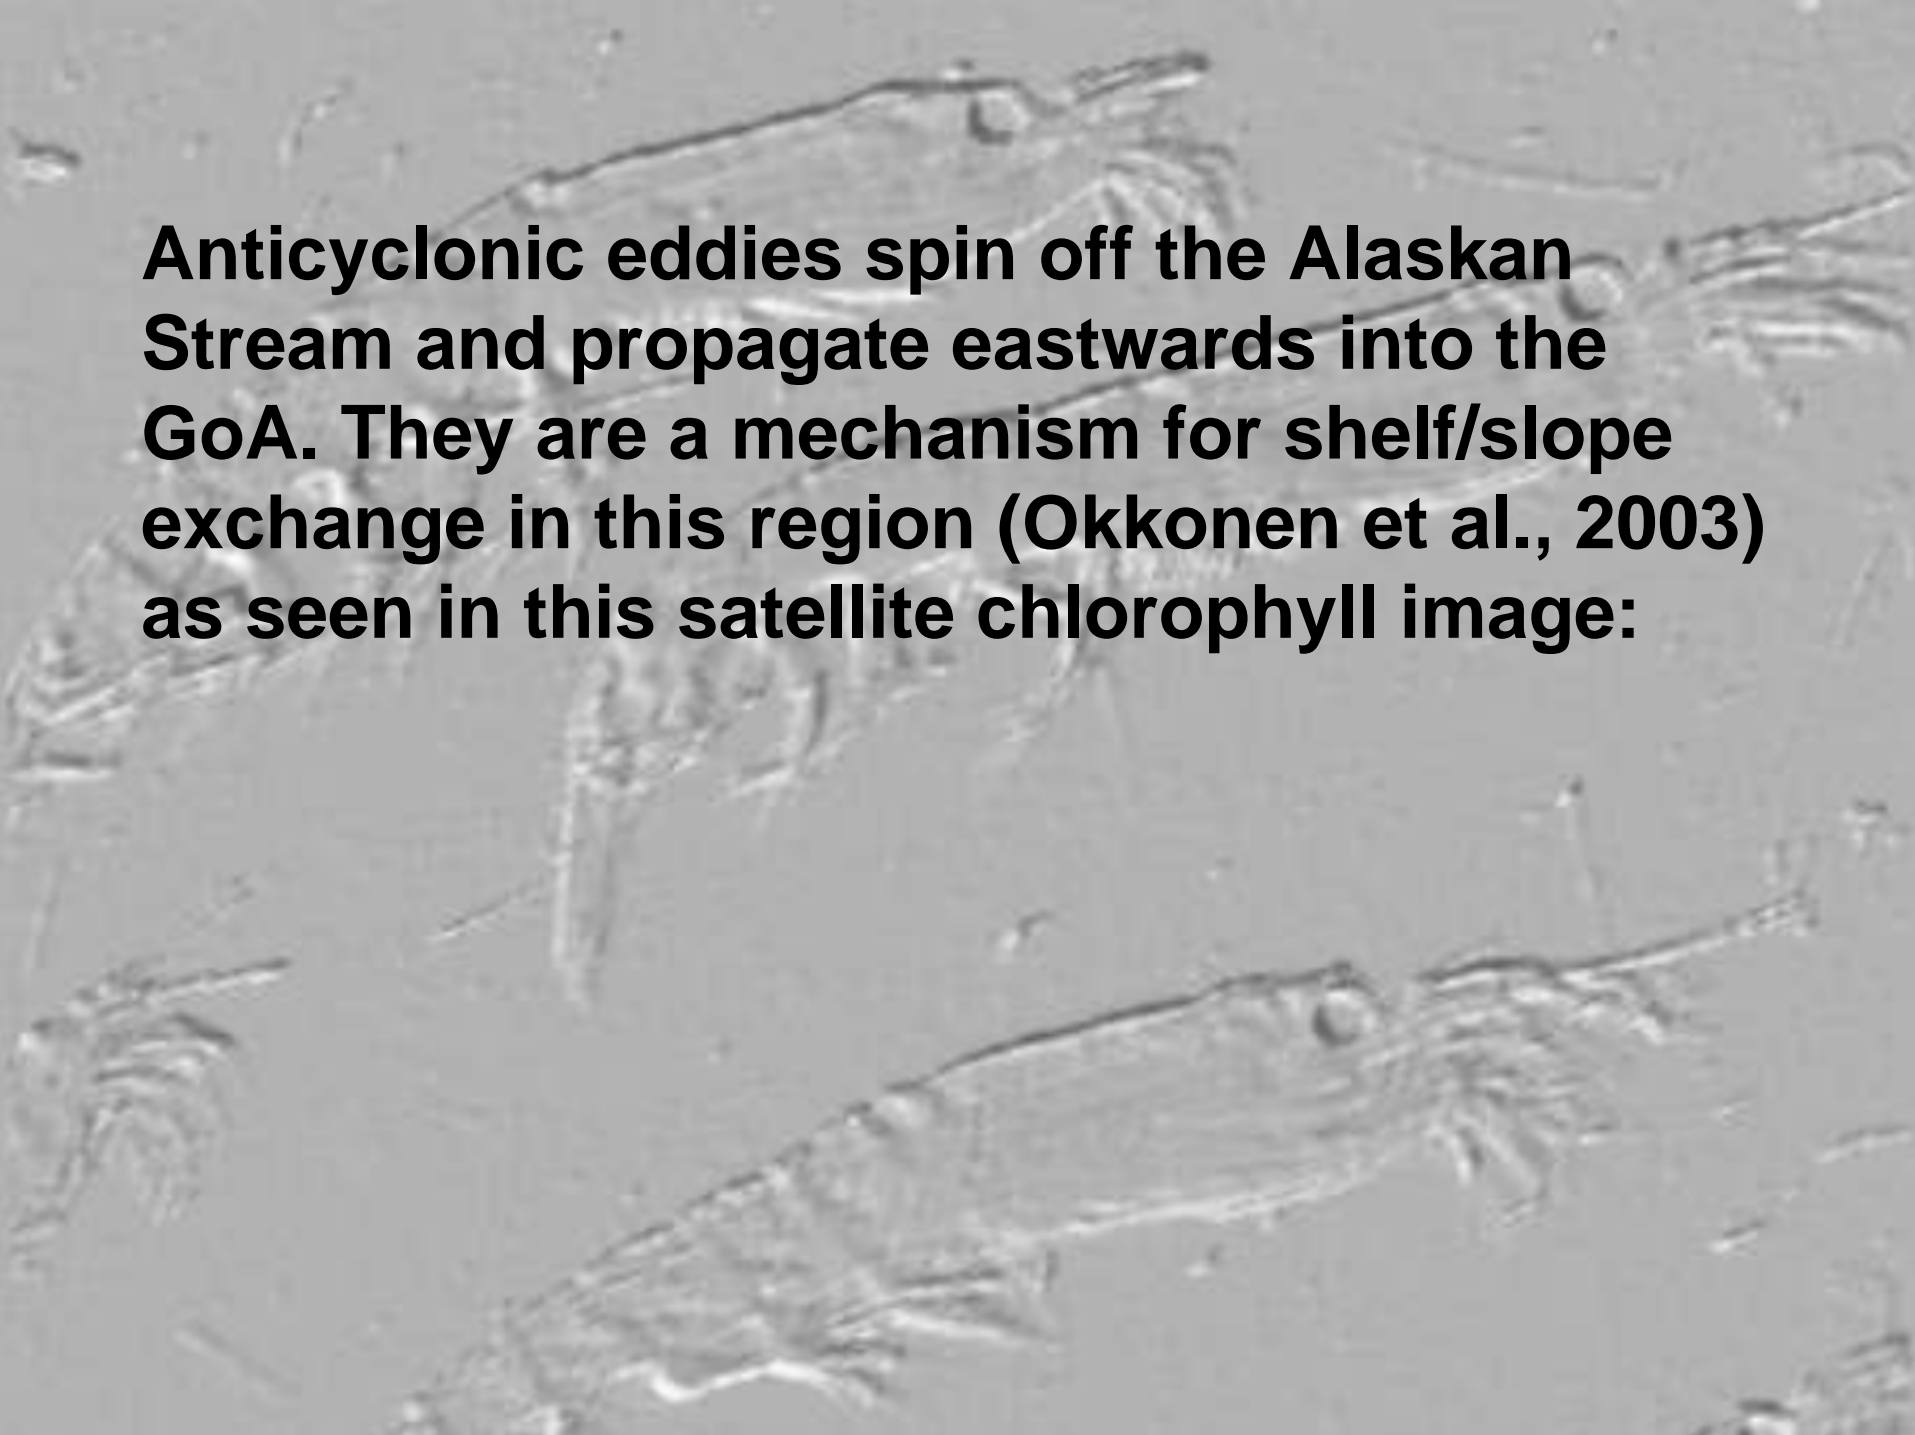 Anticyclonic eddies spin off the Alaskan
Stream and propagate eastwards into the
GoA. They are a mechanism for shelf/slope
exchange in this region (Okkonen et al., 2003)
as seen in this satellite chlorophyll image: